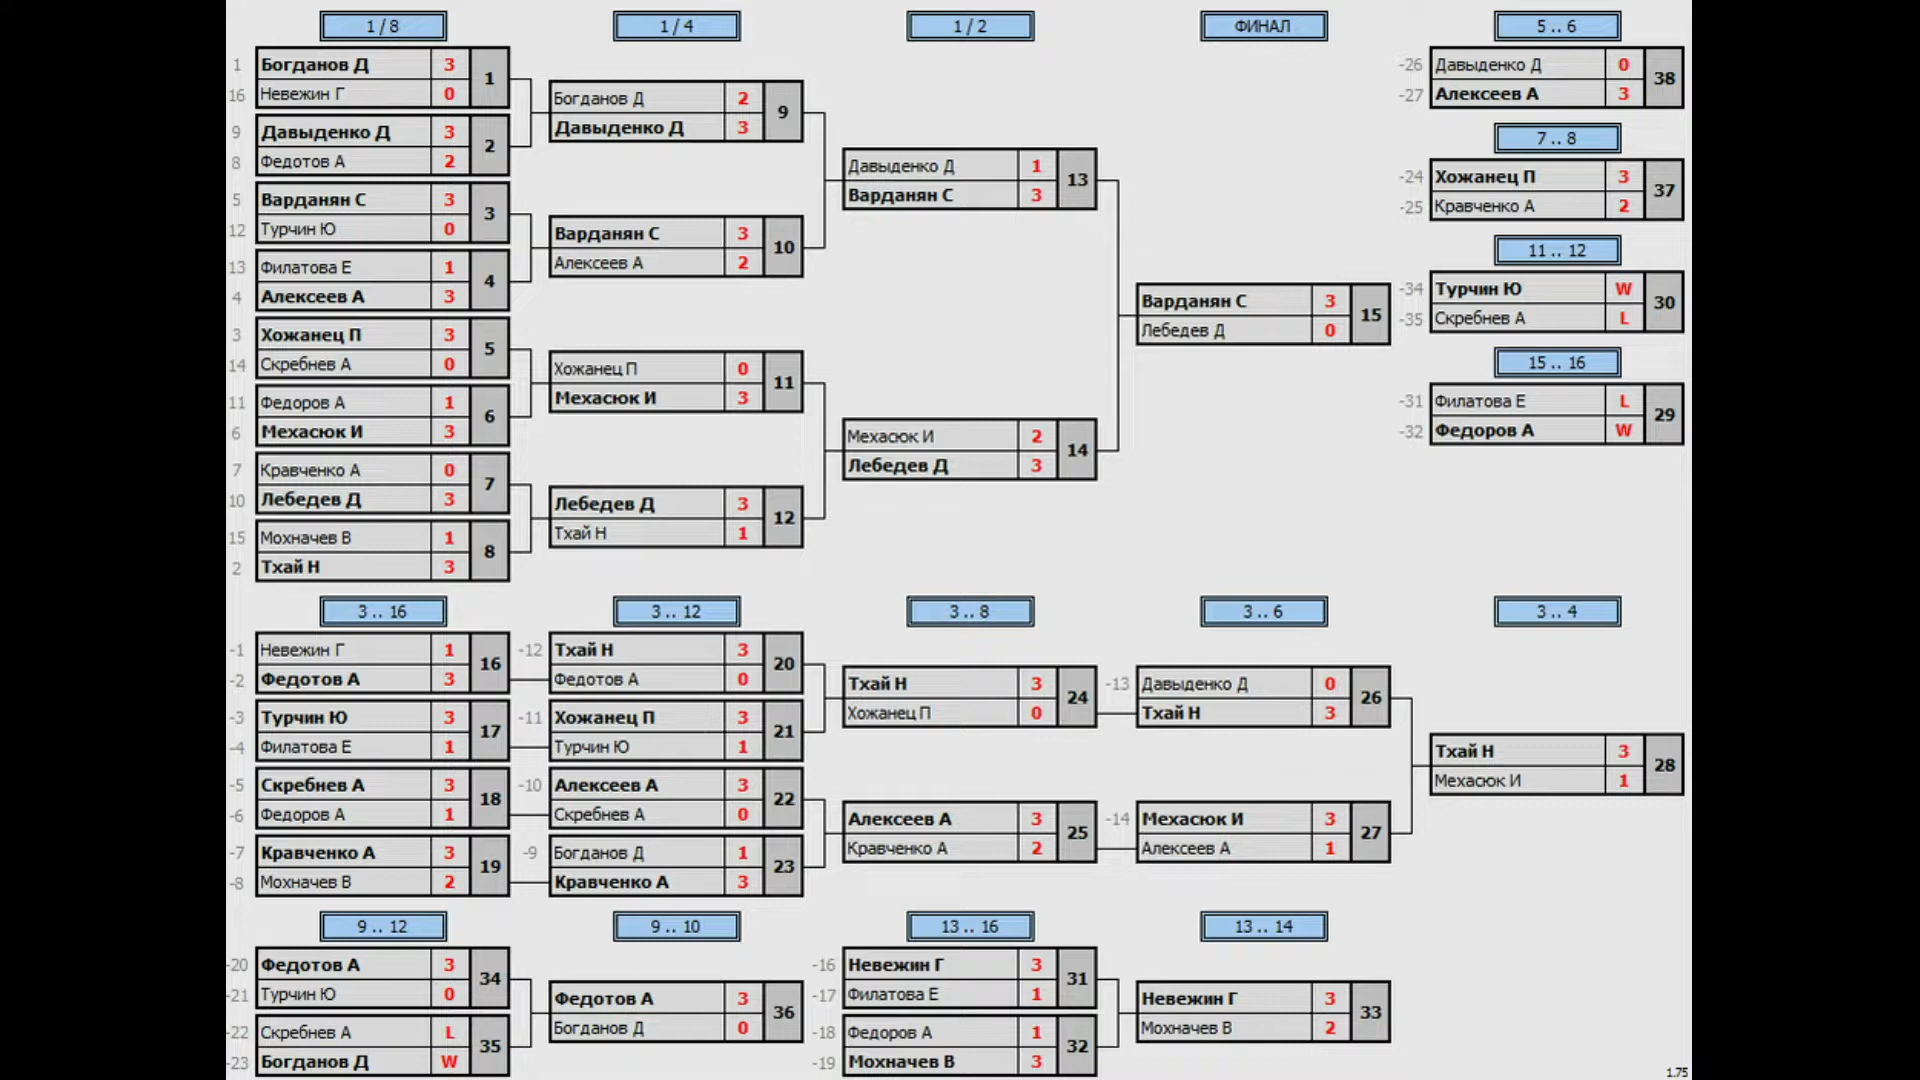 1 / 8
1 Богданов Д 3 1
16 Невежин Г 0
9 Давыденко Д 3 2
8 Федотов А 2
5 Варданян С 3 3
12 Турчин Ю 0
13 Филатова Е 1 4
4 Алексеев А 3
3 Хожанец П 3 5
14 Скребнев А 0
11 Федоров А 1 6
6 Мехасюк И 3
7 Кравченко А 0 7
10 Лебедев Д 3
15 Мохначев В 1 8
2 Тхай Н 3
1 / 4
Богданов Д 2 9
Давыденко Д 3
Варданян С 3 10
Алексеев А 2
Хожанец П 0 11
Мехасюк И 3
Лебедев Д 3 12
Тхай Н 1
1 / 2
Давыденко Д 1 13
Варданян С 3
Мехасюк И 2 14
Лебедев Д 3
ФИНАЛ
Варданян С 3 15
Лебедев Д 0
5 .. 6
-26 Давыденко Д 0 38
-27 Алексеев А 3
7 .. 8
-24 Хожанец П 3 37
-25 Кравченко А 2
11 .. 12
-34 Турчин Ю W 30
-35 Скребнев А L
15 .. 16
-31 Филатова Е L 29
-32 Федоров А W
3 .. 16
-1 Невежин Г 1 16
-2 Федотов А 3
-3 Турчин Ю 3 17
-4 Филатова Е 1
-5 Скребнев А 3 18
-6 Федоров А 1
-7 Кравченко А 3 19
-8 Мохначев В 2
3 .. 12
-12 Тхай Н 3 20
Федотов А 0
-11 Хожанец П 3 21
Турчин Ю 1
-10 Алексеев А 3 22
Скребнев А 0
-9 Богданов Д 1 23
Кравченко А 3
3 .. 8
Тхай Н 3 24
Хожанец П 0
Алексеев А 3 25
Кравченко А 2
3 .. 6
-13 Давыденко Д 0 26
Тхай Н 3
-14 Мехасюк И 3 27
Алексеев А 1
3 .. 4
Тхай Н 3 28
Мехасюк И 1
9 .. 12
-20 Федотов А 3 34
-21 Турчин Ю 0
-22 Скребнев А L 35
-23 Богданов Д W
9 .. 10
Федотов А 3 36
Богданов Д 0
13 .. 16
-16 Невежин Г 3 31
-17 Филатова Е 1
-18 Федоров А 1 32
-19 Мохначев В 3
13 .. 14
Невежин Г 3 33
Мохначев В 2
1.75